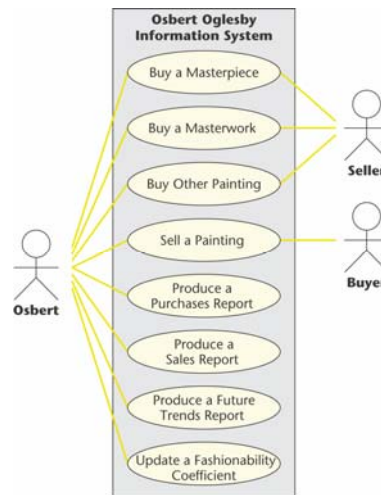 Osbert Oglesby
Information System
Buy a Masterpiece
Buy a Masterwork
Seller
Buy Other Painting
Sell a Painting
Buyer
Osbert
Produce a
Purchases Report
Produce a
Sales Report
Produce a Future
Trends Report
Update a Fashionability
Coefficient